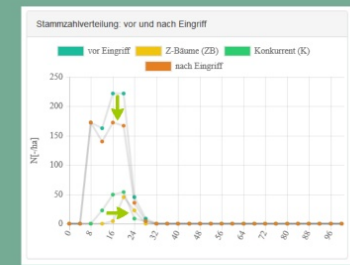 Stammzahlverteilung: vor und nach Eingriff
vor Eingriff Z-Bäume (ZB) Konkurrent (K)
nach Eingriff
N[-/ha]
250
200
150
100
50
0
0 8 16 24 32 40 48 56 64 72 80 88 96